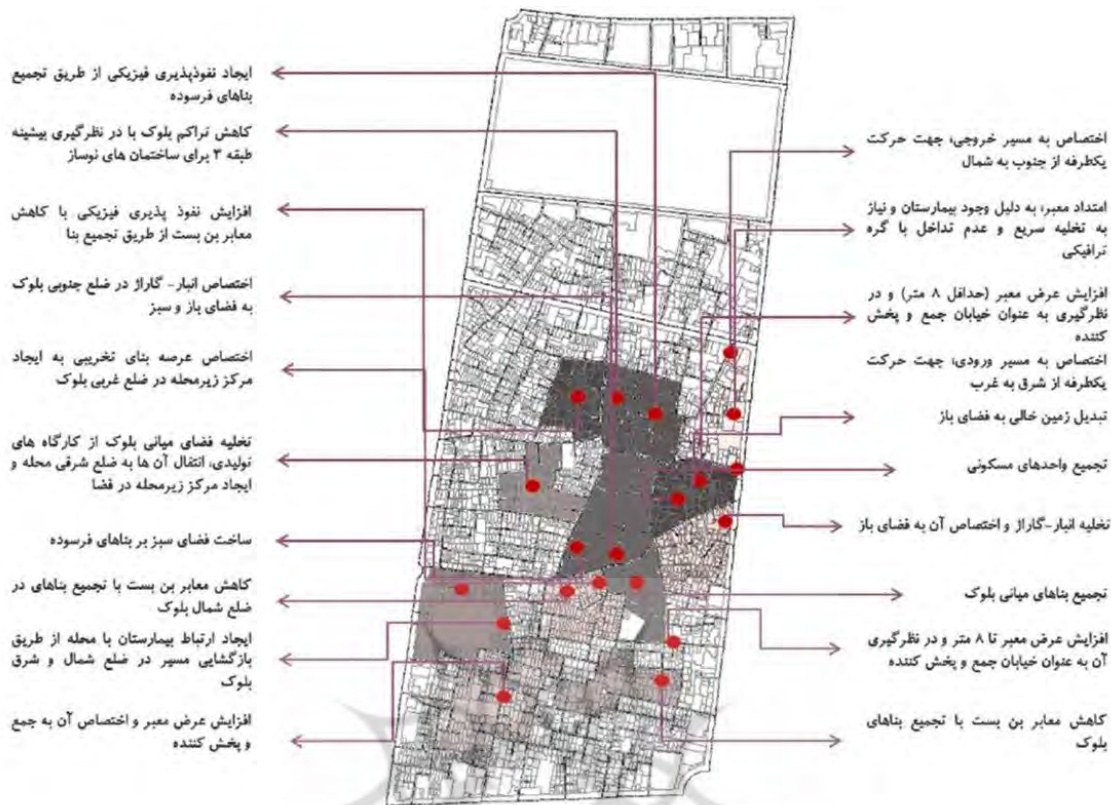 ایجاد نفوذپذیری فیزیکی از طریق تجمیع
بناهای فرسوده
کاهش تراکم بلوک با در نظرگیری بیشینه
طبقه ۳ برای ساختمان های نوساز
افزایش نفوذ پذیری فیزیکی با کاهش
معابر بن بست از طریق تجمیع بنا
اختصاص انبار- گاراژ در ضلع جنوبی بلوک
به فضای باز و سبز
اختصاص عرصه بنای تخریبی به ایجاد
مرکز زیرمحله در ضلع غربی بلوک
تخلیه فضای میانی بلوک از کارگاه های
تولیدی، انتقال آن ها به ضلع شرقی محله و
ایجاد مرکز زیرمحله در فضا
ساخت فضای سبز بر بناهای فرسوده
کاهش معابر بن بست با تجمیع بناهای در
ضلع شمال بلوک
ایجاد ارتباط بیمارستان با محله از طریق
بازگشایی مسیر در ضلع شمال و شرق
بلوک
افزایش عرض معبر و اختصاص آن به جمع
و پخش کننده
اختصاص به مسیر خروجی، جهت حرکت
یکطرفه از جنوب به شمال
امتداد معبر، به دلیل وجود بیمارستان و نیاز
به تخلیه سریع و عدم تداخل با گره
ترافیکی
افزایش عرض معبر (حداقل ۸ متر) و در
نظرگیری به عنوان خیابان جمع و پخش
کننده
اختصاص به مسیر ورودی، جهت حرکت
یکطرفه از شرق به غرب
تبدیل زمین خالی به فضای باز
تجمیع واحدهای مسکونی
تخلیه انبار-گاراژ و اختصاص آن به فضای باز
تجمیع بناهای میانی بلوک
افزایش عرض معبر تا ۸ متر و در نظرگیری
آن به عنوان خیابان جمع و پخش کننده
کاهش معابر بن بست با تجمیع بناهای
بلوک